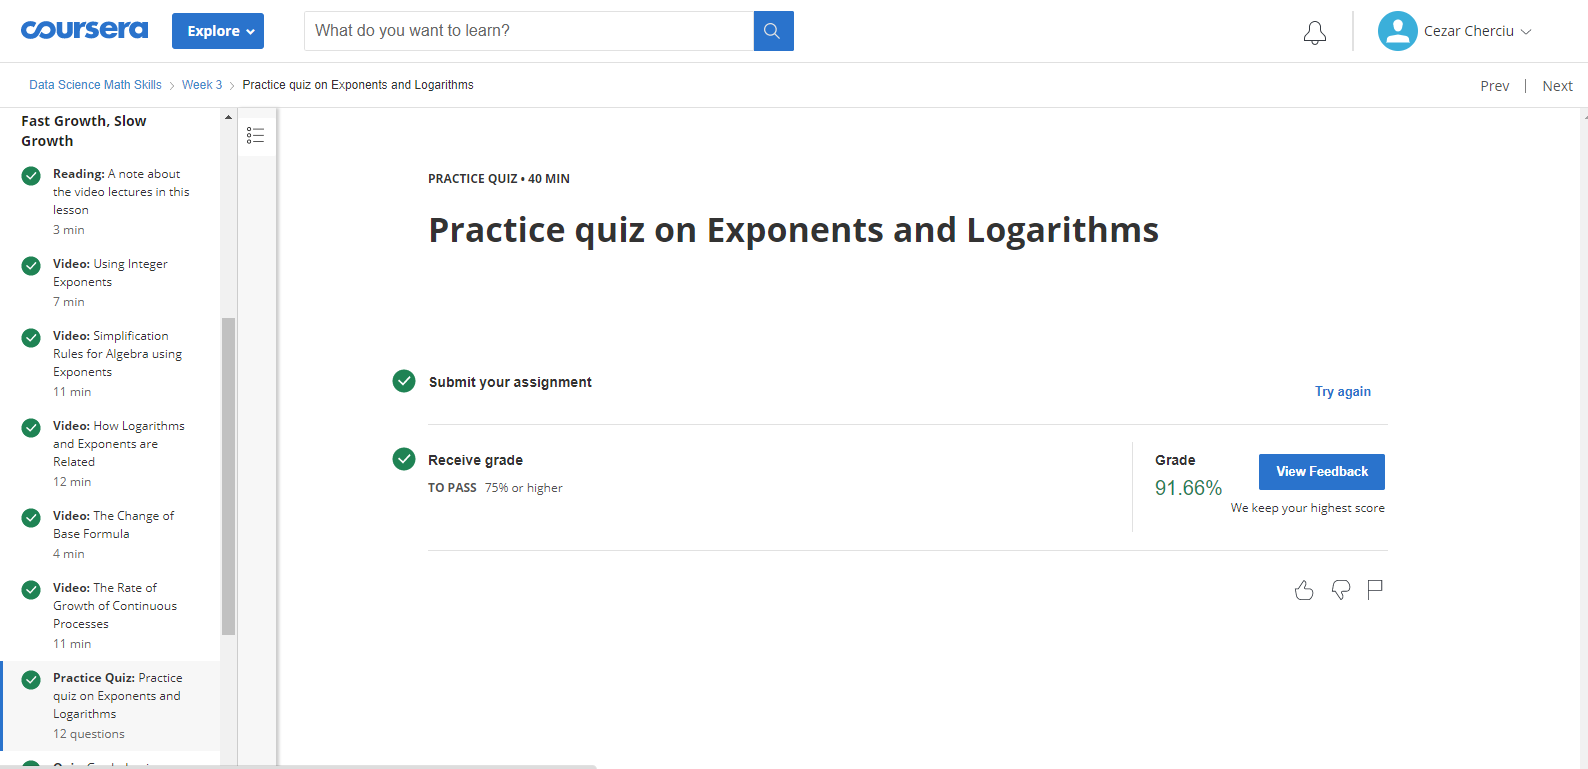 coursera
Explore
What do you want to learn?
Cezar Cherciu
Data Science Math Skills
Week 3
Practice quiz on Exponents and Logarithms
Prev | Next
Fast Growth, Slow
Growth
Reading: A note about
the video lectures in this
lesson
3 min
Video: Using Integer
Exponents
7 min
Video: Simplification
Rules for Algebra using
Exponents
11 min
Video: How Logarithms
and Exponents are
Related
12 min
Video: The Change of
Base Formula
4 min
Video: The Rate of
Growth of Continuous
Processes
11 min
Practice Quiz: Practice
quiz on Exponents and
Logarithms
12 questions
PRACTICE QUIZ • 40 MIN
Practice quiz on Exponents and Logarithms
Submit your assignment
Try again
Receive grade
TO PASS 75% or higher
Grade
91.66%
View Feedback
We keep your highest score